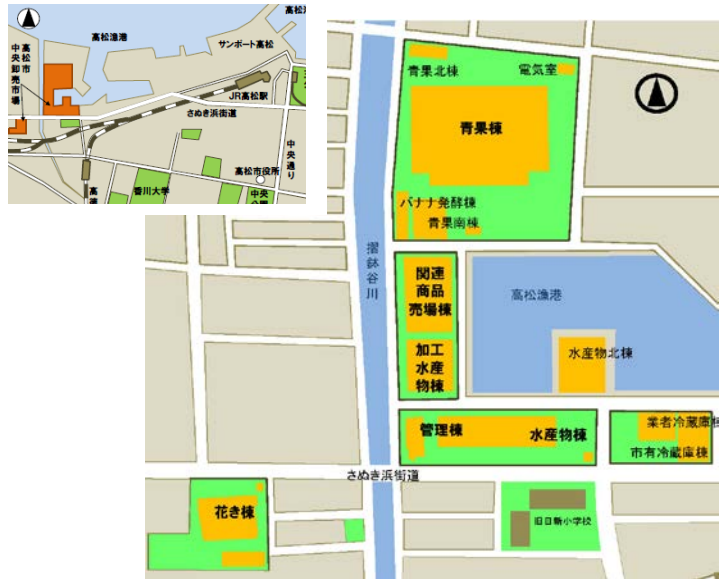 高松漁港
サンポート高松
高松市
中央卸売市場
JR高松駅
さぬき浜街道
中央通り
高松市役所
香川大学
中央
高徳
青果北棟
電気室
青果棟
バナナ発酵棟
青果南棟
摺鉢谷川
関連
商品
売場棟
高松漁港
加工
水産
物棟
水産物北棟
管理棟
水産物棟
業者冷蔵庫棟
市有冷蔵庫棟
さぬき浜街道
花き棟
旧日新小学校